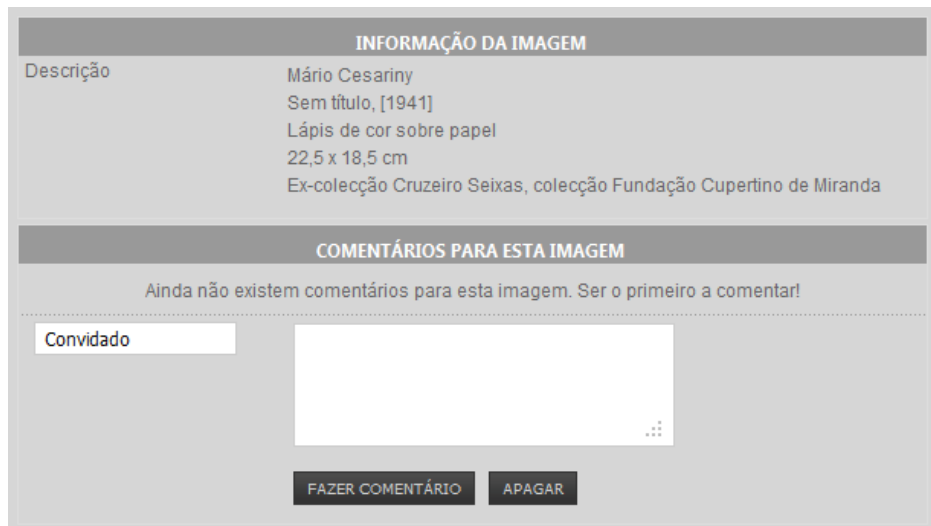 INFORMAÇÃO DA IMAGEM
Descrição
Mário Cesariny
Sem título, [1941]
Lápis de cor sobre papel
22,5 x 18,5 cm
Ex-colecção Cruzeiro Seixas, colecção Fundação Cupertino de Miranda
COMENTÁRIOS PARA ESTA IMAGEM
Ainda não existem comentários para esta imagem. Ser o primeiro a comentar!
Convidado
FAZER COMENTÁRIO
APAGAR